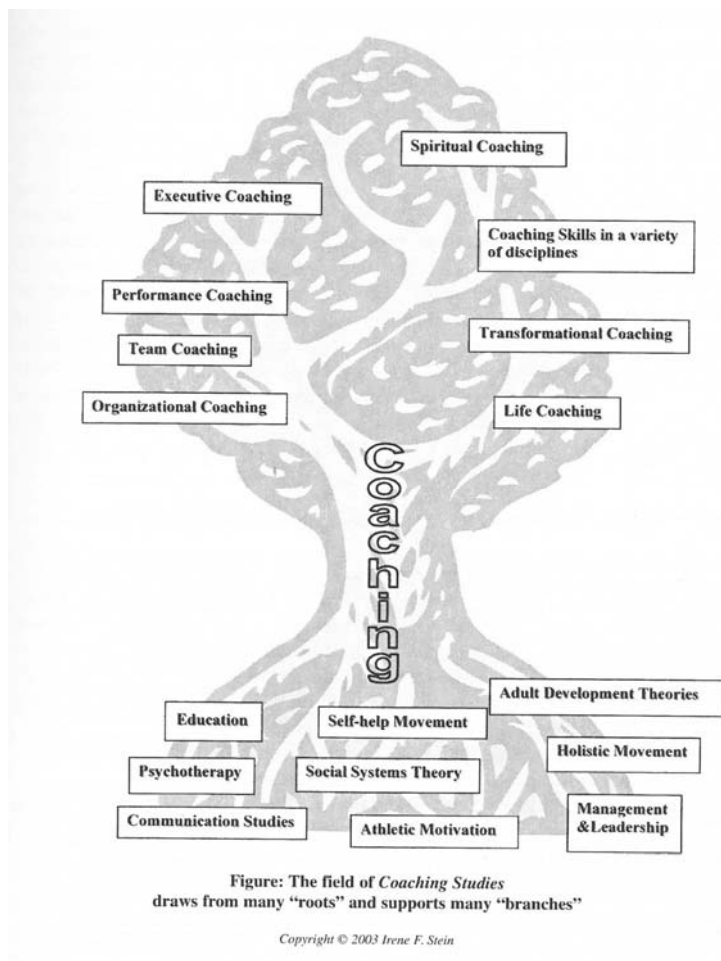 Spiritual Coaching
Executive Coaching
Coaching Skills in a variety
of disciplines
Performance Coaching
Transformational Coaching
Team Coaching
Organizational Coaching
Life Coaching
Coaching
Adult Development Theories
Education
Self-help Movement
Holistic Movement
Psychotherapy
Social Systems Theory
Management
&Leadership
Communication Studies
Athletic Motivation
Figure: The field of Coaching Studies
draws from many “roots” and supports many “branches”
Copyright © 2003 Irene F. Stein